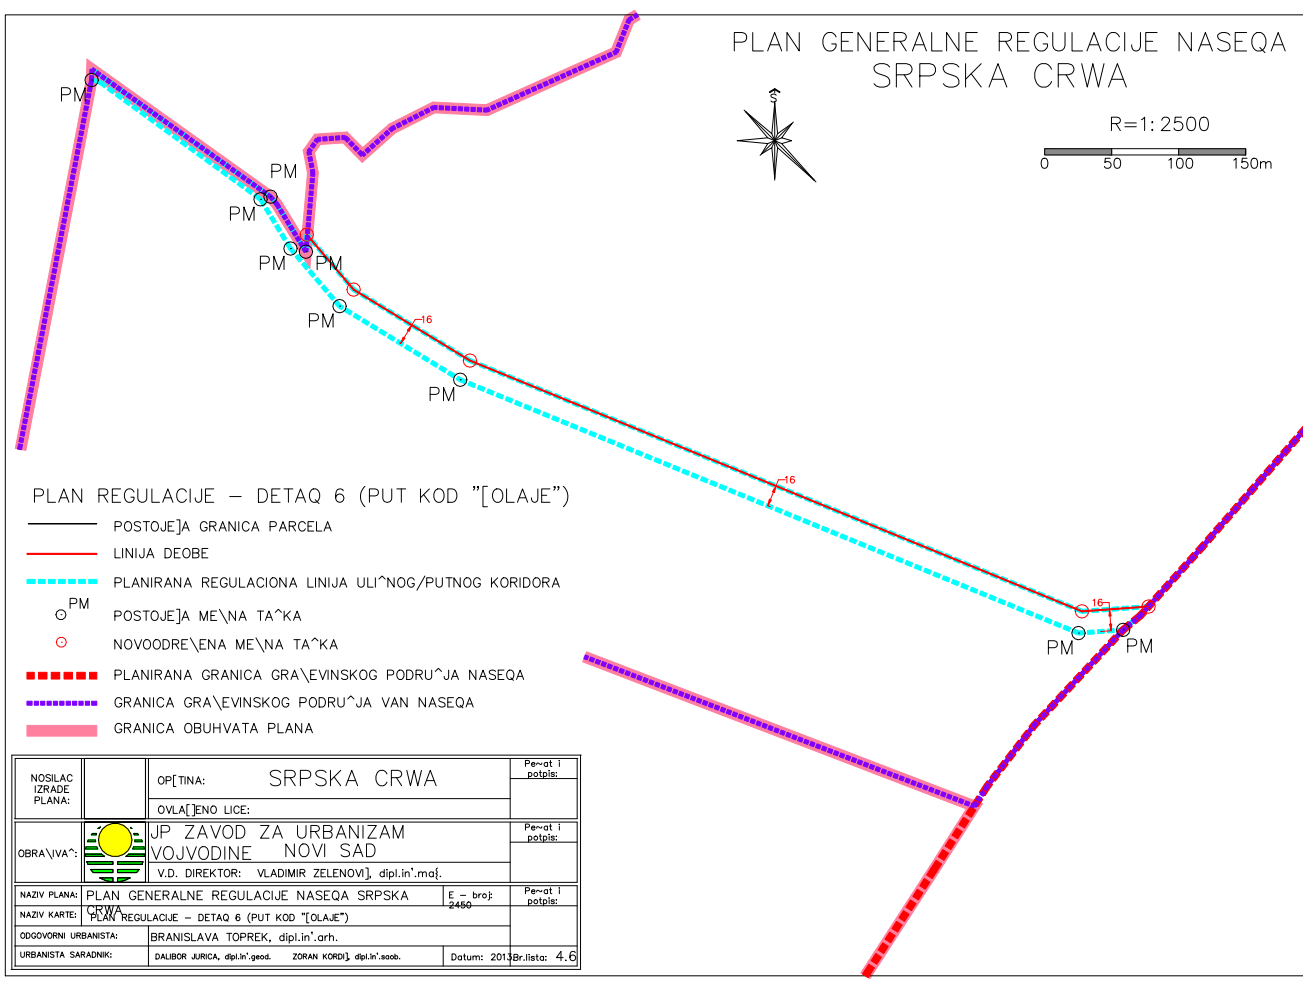 PLAN GENERALNE REGULACIJE NASEQA
SRPSKA CRWA
S
R=1:2500
0 50 100 150m
PM
PM
PM
PM
PM
PM
PM
PM
PM
16
16
16
PLAN REGULACIJE – DETAQ 6 (PUT KOD "[OLAJE")
POSTOJE]A GRANICA PARCELA
LINIJA DEOBE
PLANIRANA REGULACIONA LINIJA ULI^NOG/PUTNOG KORIDORA
PM
POSTOJE]A ME\NA TA^KA
NOVOODRE\ENA ME\NA TA^KA
PLANIRANA GRANICA GRA\EVINSKOG PODRU^JA NASEQA
GRANICA GRA\EVINSKOG PODRU^JA VAN NASEQA
GRANICA OBUHVATA PLANA
NOSILAC
IZRADE
PLANA:
OP[TINA: SRPSKA CRWA
OVLA[]ENO LICE:
Pe~at i
potpis:
OBRA\IVA^:
JP ZAVOD ZA URBANIZAM
VOJVODINE NOVI SAD
V.D. DIREKTOR: VLADIMIR ZELENOVI], dipl.in'.ma{.
Pe~at i
potpis:
NAZIV PLANA: PLAN GENERALNE REGULACIJE NASEQA SRPSKA
CRWA
E – broj:
2450
Pe~at i
potpis:
NAZIV KARTE: PLAN REGULACIJE – DETAQ 6 (PUT KOD "[OLAJE")
ODGOVORNI URBANISTA: BRANISLAVA TOPREK, dipl.in'.arh.
URBANISTA SARADNIK: DALIBOR JURICA, dipl.in'.geod. ZORAN KORDI], dipl.in'.saob. Datum: 2013 Br.lista: 4.6